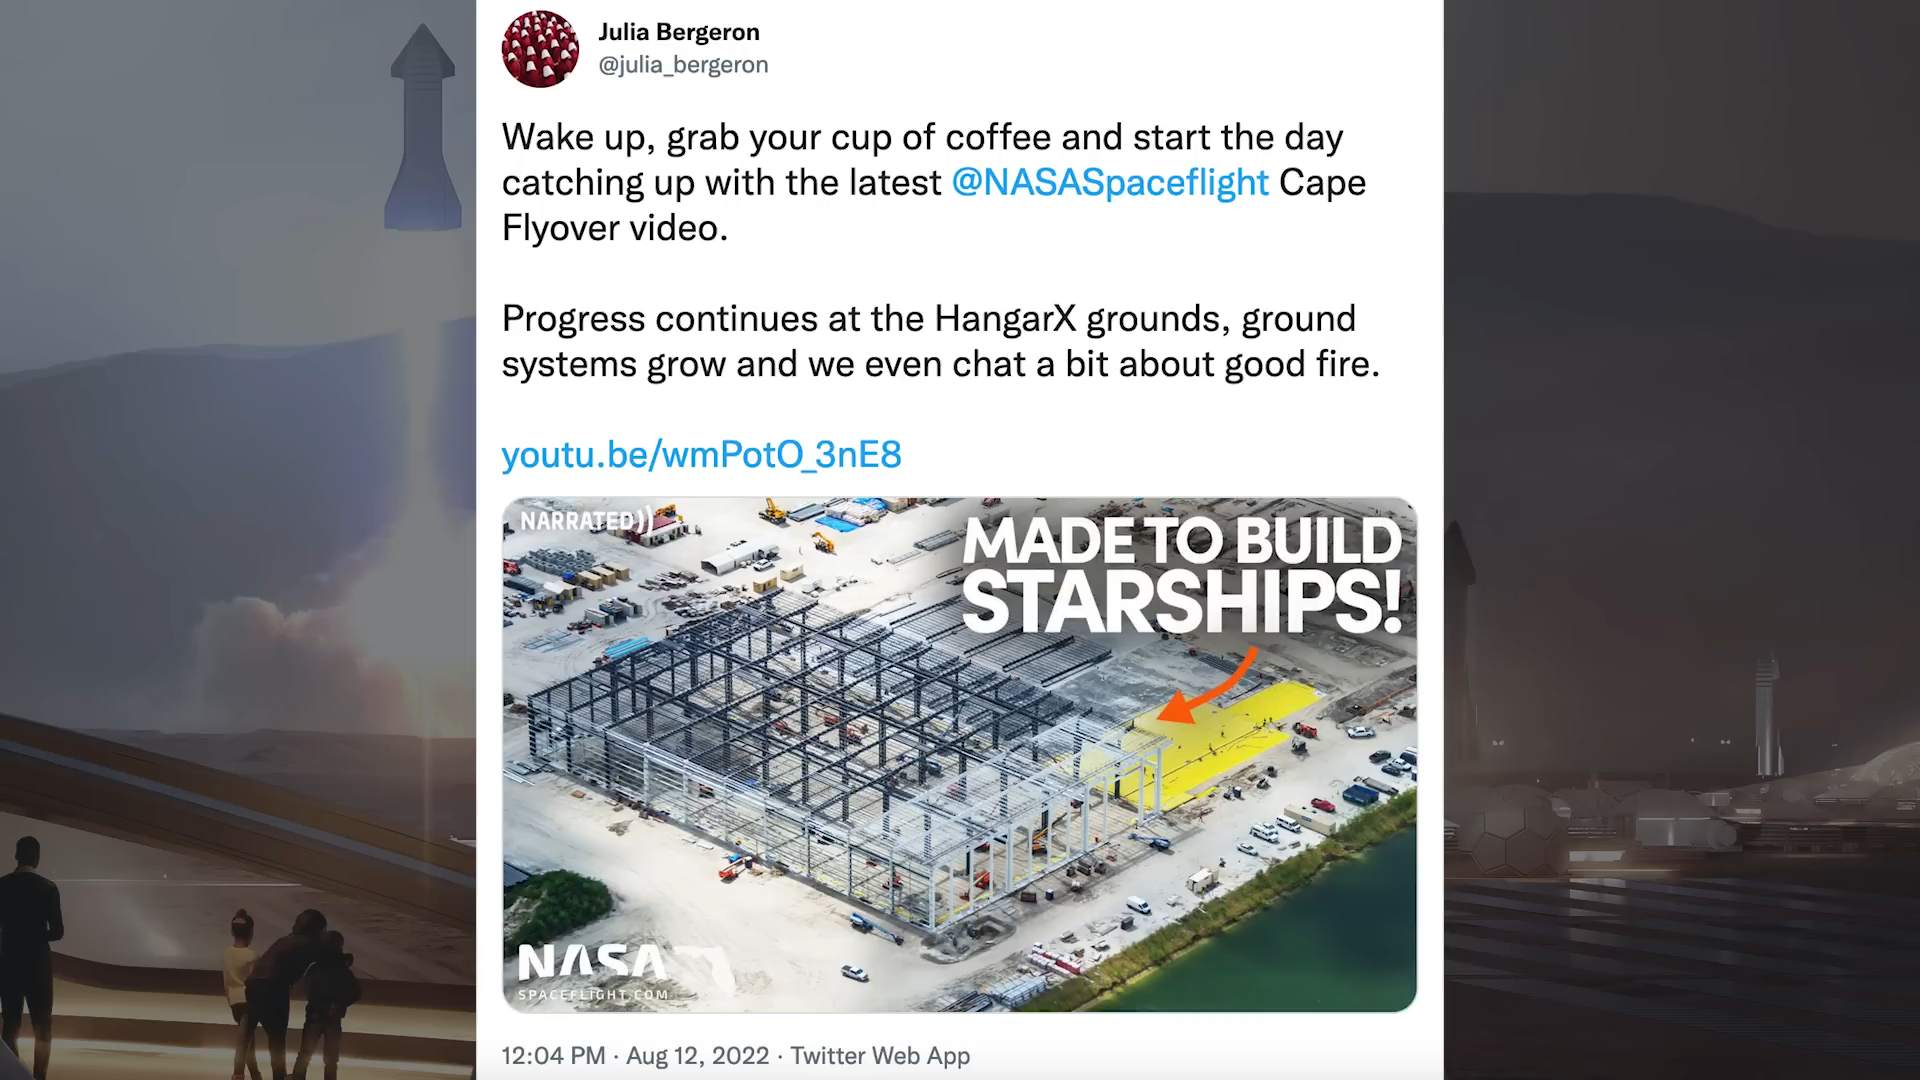 Julia Bergeron
@julia_bergeron
Wake up, grab your cup of coffee and start the day
catching up with the latest @NASASpaceflight Cape
Flyover video.
Progress continues at the HangarX grounds, ground
systems grow and we even chat a bit about good fire.
youtu.be/wmPotO_3nE8
NARRATED
MADE TO BUILD
STARSHIPS!
NASA
SPACEFLIGHT.COM
12:04 PM · Aug 12, 2022 · Twitter Web App